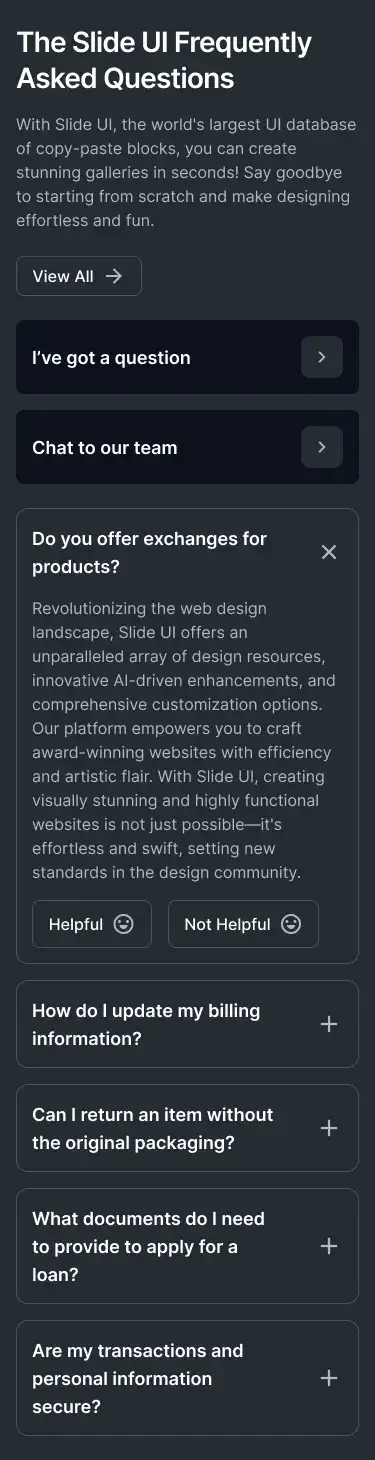 The Slide UI Frequently
Asked Questions
With Slide UI, the world's largest UI database
of copy-paste blocks, you can create
stunning galleries in seconds! Say goodbye
to starting from scratch and make designing
effortless and fun.
View All
I’ve got a question
Chat to our team
Do you offer exchanges for
products?
Revolutionizing the web design
landscape, Slide UI offers an
unparalleled array of design resources,
innovative AI-driven enhancements, and
comprehensive customization options.
Our platform empowers you to craft
award-winning websites with efficiency
and artistic flair. With Slide UI, creating
visually stunning and highly functional
websites is not just possible—it's
effortless and swift, setting new
standards in the design community.
Helpful
Not Helpful
How do I update my billing
information?
Can I return an item without
the original packaging?
What documents do I need
to provide to apply for a
loan?
Are my transactions and
personal information
secure?